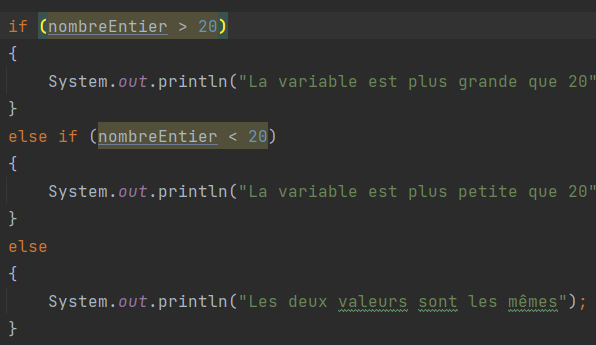 if (nombreEntier > 20)
{
System.out.println("La variable est plus grande que 20"
}
else if (nombreEntier < 20)
{
System.out.println("La variable est plus petite que 20"
}
else
{
System.out.println("Les deux valeurs sont les mêmes");
}